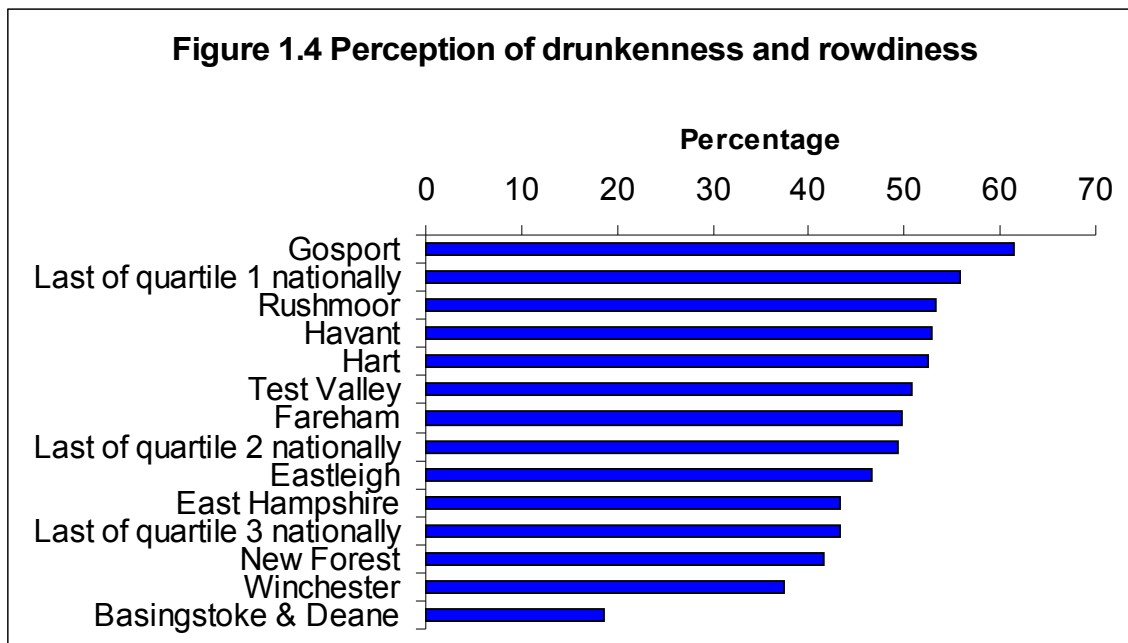 Figure 1.4 Perception of drunkenness and rowdiness
Percentage
0 10 20 30 40 50 60 70
Gosport
Last of quartile 1 nationally
Rushmoor
Havant
Hart
Test Valley
Fareham
Last of quartile 2 nationally
Eastleigh
East Hampshire
Last of quartile 3 nationally
New Forest
Winchester
Basingstoke & Deane